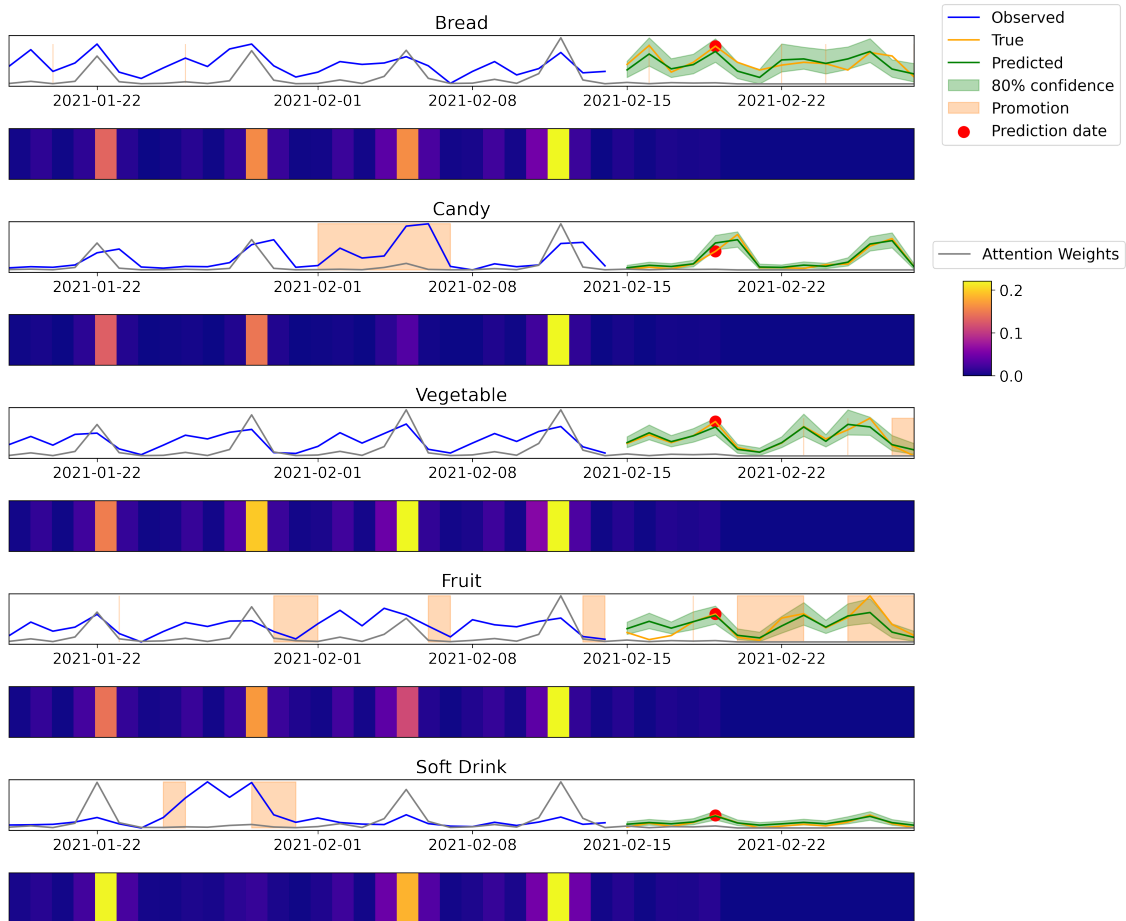 Bread
2021-01-22 2021-02-01 2021-02-08 2021-02-15 2021-02-22
Observed
True
Predicted
80% confidence
Promotion
Prediction date
Candy
2021-01-22 2021-02-01 2021-02-08 2021-02-15 2021-02-22
Attention Weights
0.2
0.1
0.0
Vegetable
2021-01-22 2021-02-01 2021-02-08 2021-02-15 2021-02-22
Fruit
2021-01-22 2021-02-01 2021-02-08 2021-02-15 2021-02-22
Soft Drink
2021-01-22 2021-02-01 2021-02-08 2021-02-15 2021-02-22